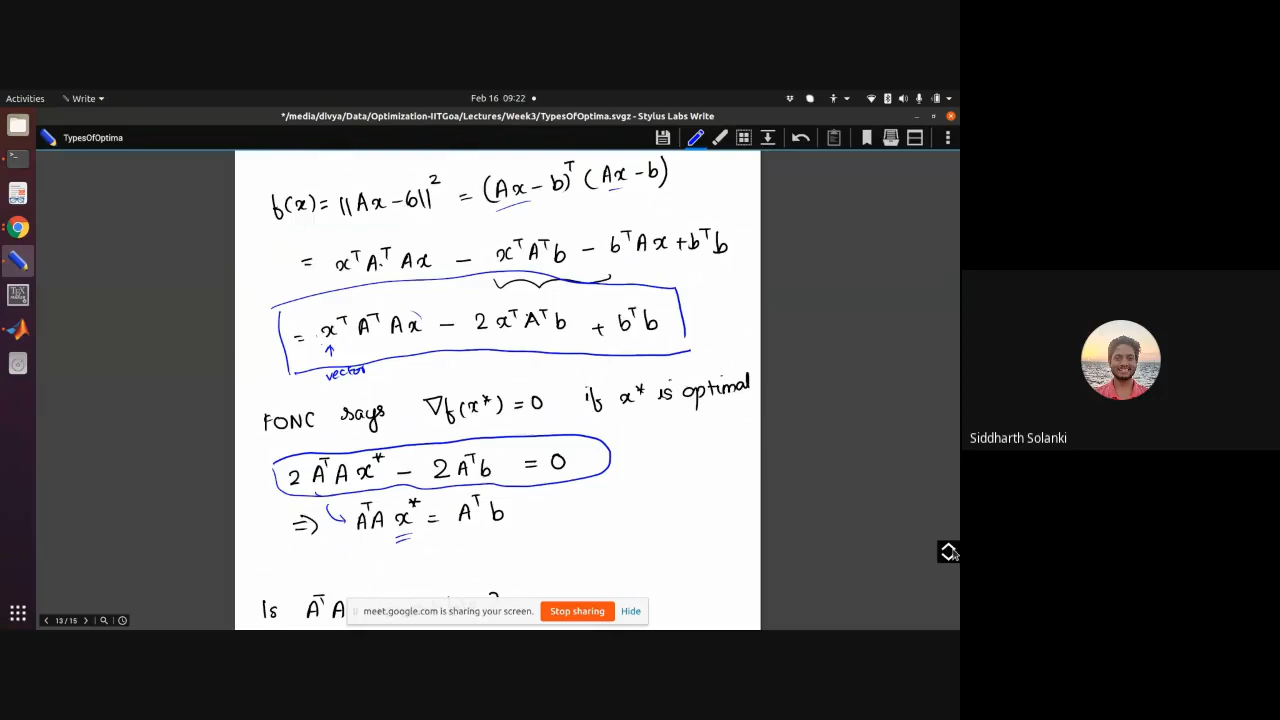 Activities Write Feb 16 09:22
*/media/divya/Data/Optimization-IITGoa/Lectures/Week3/TypesOfOptima.svgz - Stylus Labs Write
TypesOfOptima
f(x) = ||Ax - b||² = (Ax - b)ᵀ (Ax - b)
= xᵀAᵀAx - xᵀAᵀb - bᵀAx + bᵀb
= xᵀAᵀAx - 2xᵀAᵀb + bᵀb
↑
vector
FONC says ∇f(x*) = 0 if x* is optimal
2AᵀAx* - 2Aᵀb = 0
⇒ AᵀA x* = Aᵀb
Siddharth Solanki
Is AᵀA
meet.google.com is sharing your screen. Stop sharing Hide
13 / 15